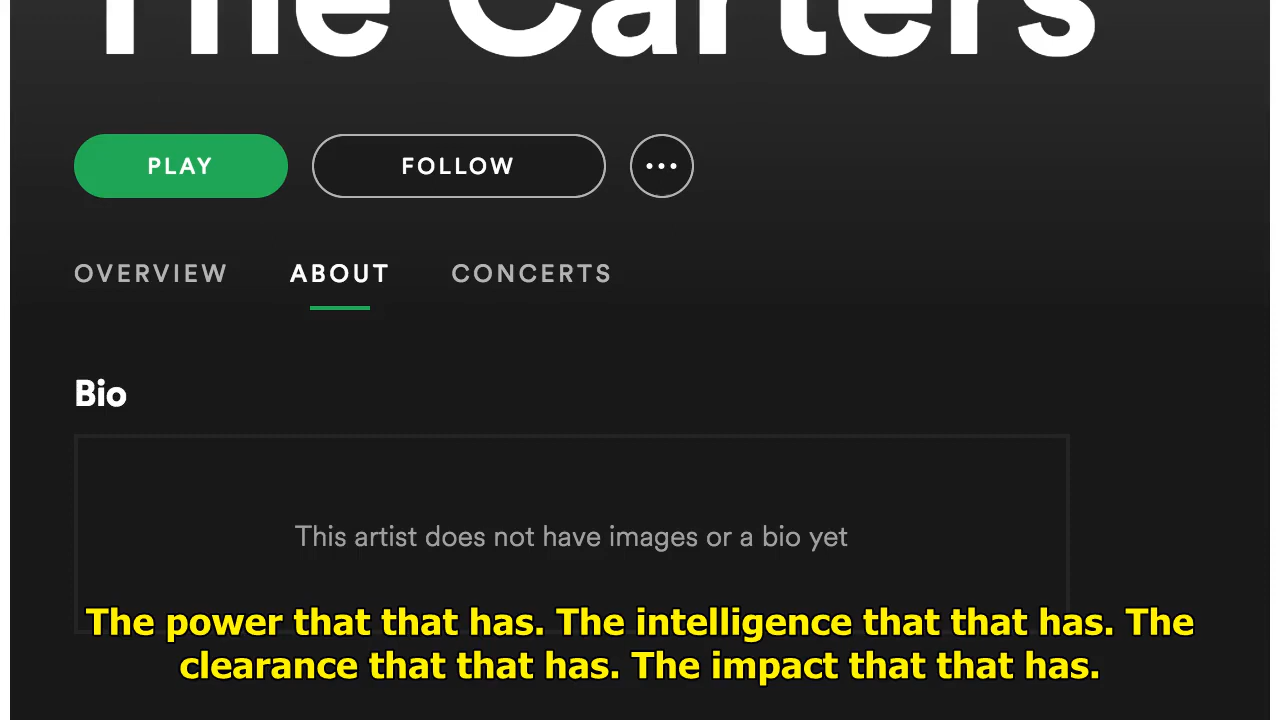 The Carters
PLAY
FOLLOW
OVERVIEW
ABOUT
CONCERTS
Bio
This artist does not have images or a bio yet
The power that that has. The intelligence that that has. The
clearance that that has. The impact that that has.